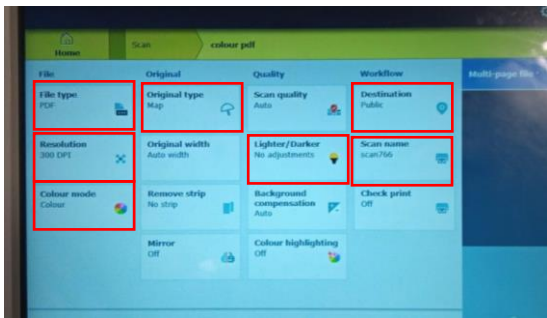 Home
Scan
colour pdf
File
Original
Quality
Workflow
Multi-page file
File type
PDF
Original type
Map
Scan quality
Auto
Destination
Public
Resolution
300 DPI
Original width
Auto width
Lighter/Darker
No adjustments
Scan name
scan766
Colour mode
Colour
Remove strip
No strip
Background
compensation
Auto
Check print
Off
Mirror
Off
Colour highlighting
Off